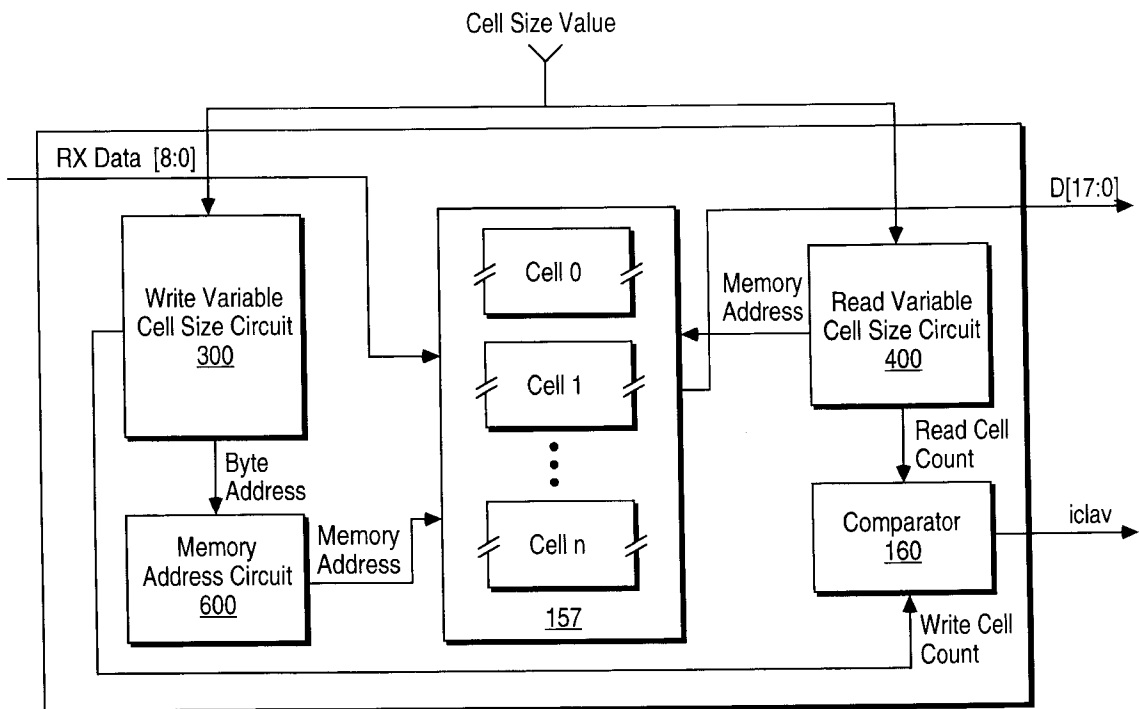 Cell Size Value
RX Data [8:0]
D[17:0]
Write Variable
Cell Size Circuit
300
Byte
Address
Memory
Address Circuit
600
Memory
Address
Cell 0
Cell 1
Cell n
157
Memory
Address
Read Variable
Cell Size Circuit
400
Read Cell
Count
Comparator
160
iclav
Write Cell
Count